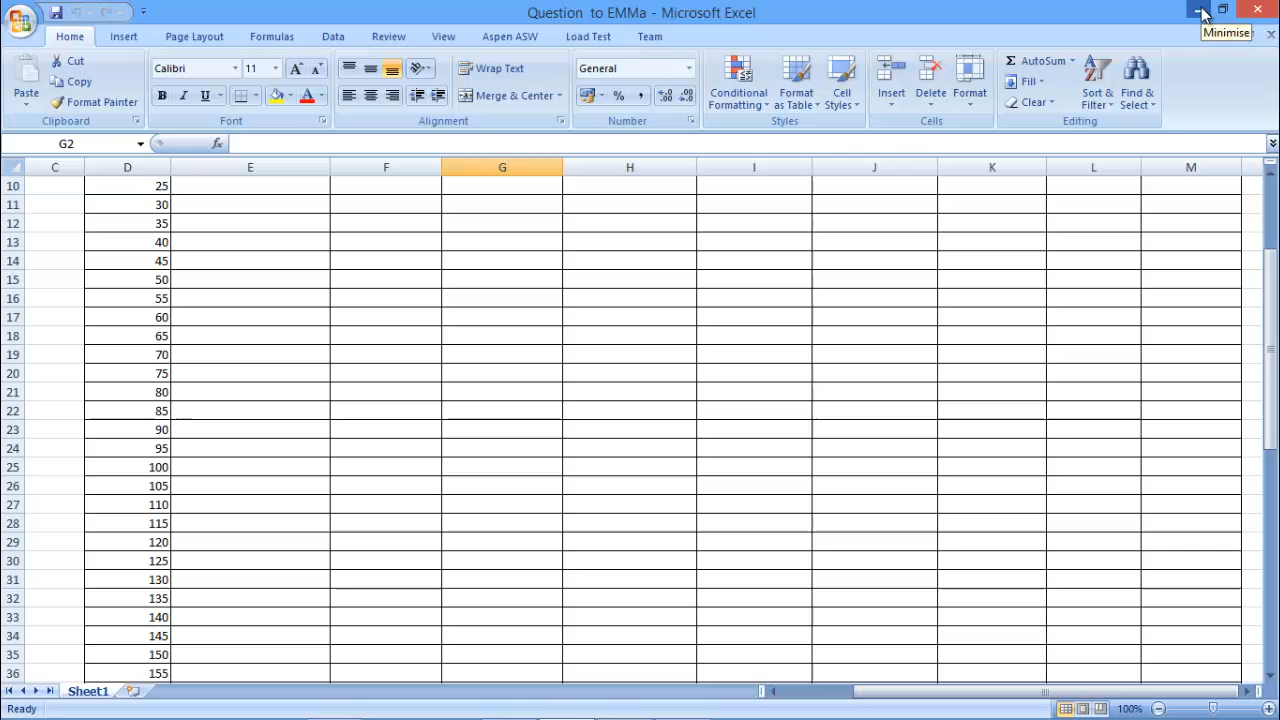 Question to EMMa - Microsoft Excel
Minimise
Home Insert Page Layout Formulas Data Review View Aspen ASW Load Test Team
Paste
Cut
Copy
Format Painter
Clipboard
Calibri 11
B I U
Font
Wrap Text
Merge & Center
Alignment
General
% ,
Number
Conditional Formatting
Format as Table
Cell Styles
Styles
Insert
Delete
Format
Cells
Σ AutoSum
Fill
Clear
Sort & Filter
Find & Select
Editing
G2 fx
C D E F G H I J K L M
10 25
11 30
12 35
13 40
14 45
15 50
16 55
17 60
18 65
19 70
20 75
21 80
22 85
23 90
24 95
25 100
26 105
27 110
28 115
29 120
30 125
31 130
32 135
33 140
34 145
35 150
36 155
Sheet1
Ready 100%